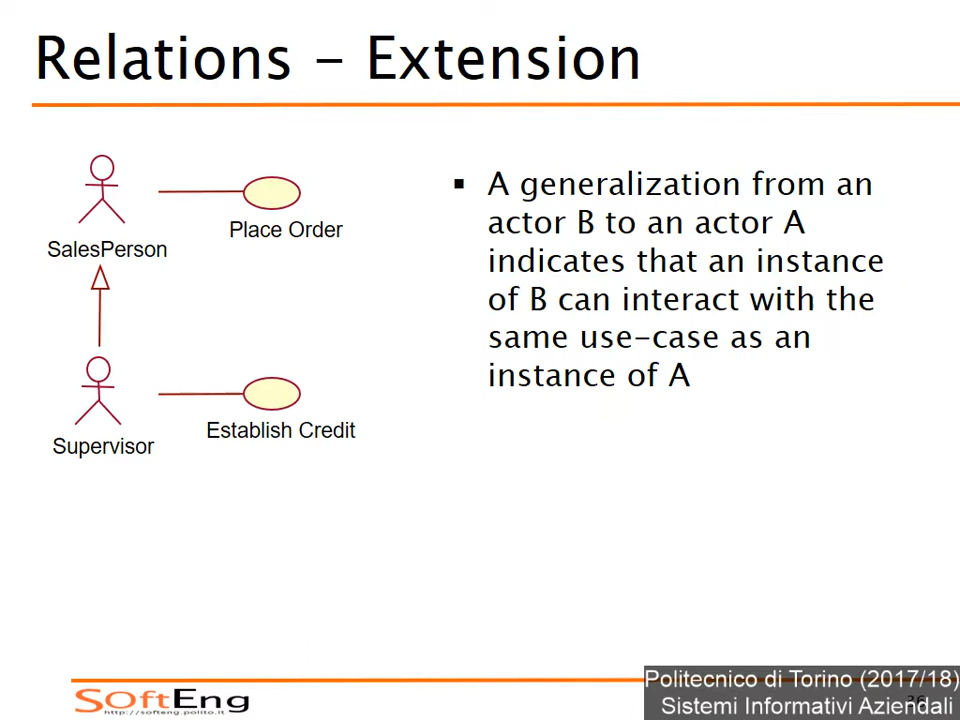 Relations – Extension
SalesPerson
Place Order
Supervisor
Establish Credit
▪ A generalization from an
actor B to an actor A
indicates that an instance
of B can interact with the
same use-case as an
instance of A
SoftEng
http://softeng.polito.it
Politecnico di Torino (2017/18)
36
Sistemi Informativi Aziendali